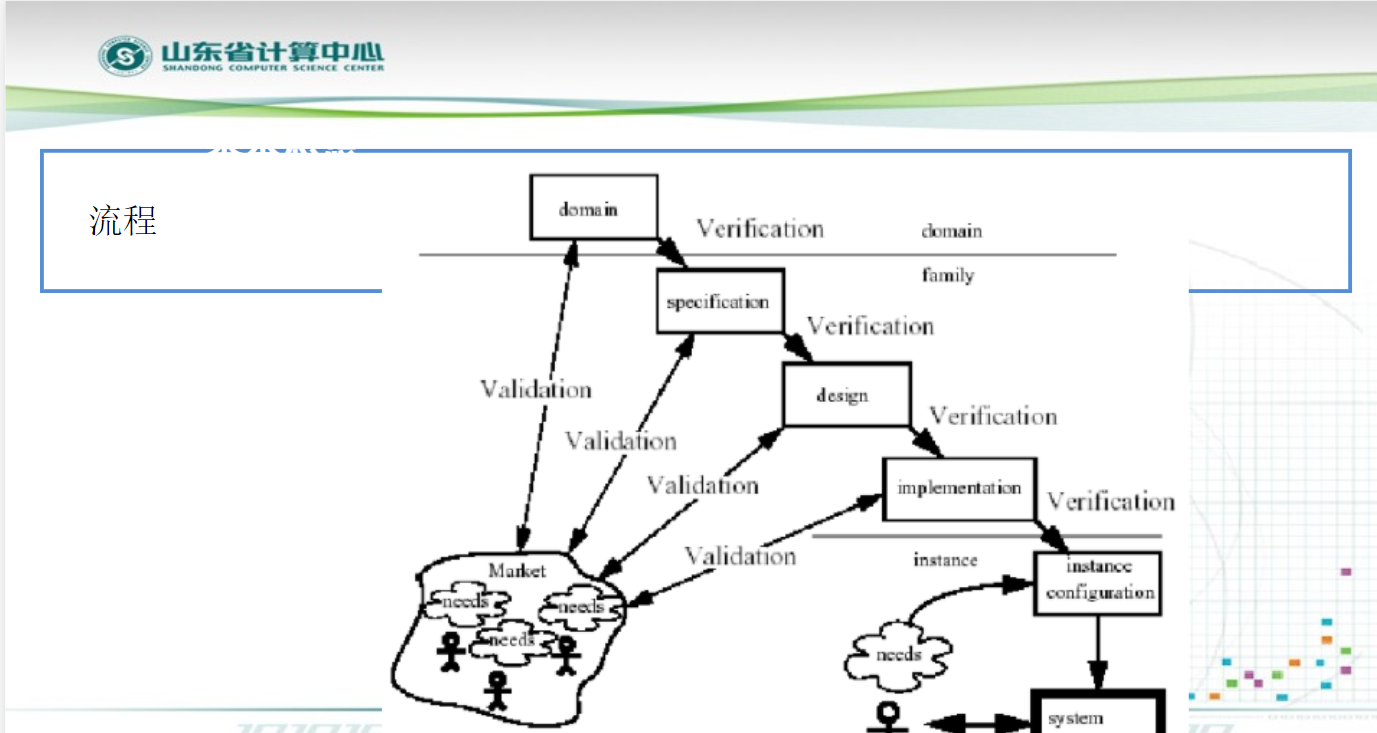 山东省计算中心
SHANDONG COMPUTER SCIENCE CENTER
流程
domain
Verification
domain
family
specification
Verification
Validation
design
Verification
Validation
Validation
implementation
Verification
Validation
instance
instance
configuration
Market
needs
needs
needs
needs
system